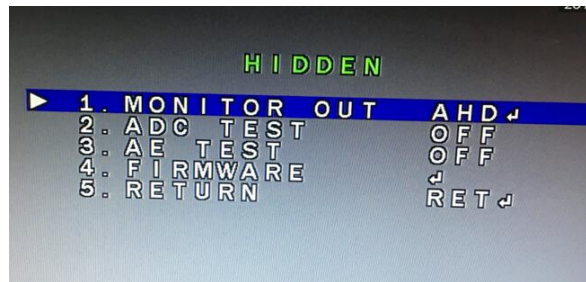 HIDDEN
1. MONITOR OUT AHD↲
2. ADC TEST OFF
3. AE TEST OFF
4. FIRMWARE ↲
5. RETURN RET↲